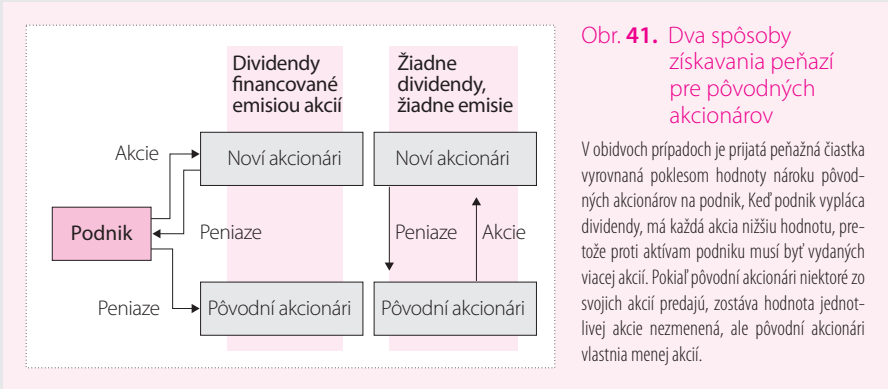 Dividendy
financované
emisiou akcií
Žiadne
dividendy,
žiadne emisie
Akcie
Noví akcionári
Noví akcionári
Podnik
Peniaze
Peniaze
Akcie
Peniaze
Pôvodní akcionári
Pôvodní akcionári
Obr. 41. Dva spôsoby
získavania peňazí
pre pôvodných
akcionárov
V obidvoch prípadoch je prijatá peňažná čiastka
vyrovnaná poklesom hodnoty nároku pôvod-
ných akcionárov na podnik, Keď podnik vypláca
dividendy, má každá akcia nižšiu hodnotu, pre-
tože proti aktívam podniku musí byť vydaných
viacej akcií. Pokiaľ pôvodní akcionári niektoré zo
svojich akcií predajú, zostáva hodnota jednot-
livej akcie nezmenená, ale pôvodní akcionári
vlastnia menej akcií.